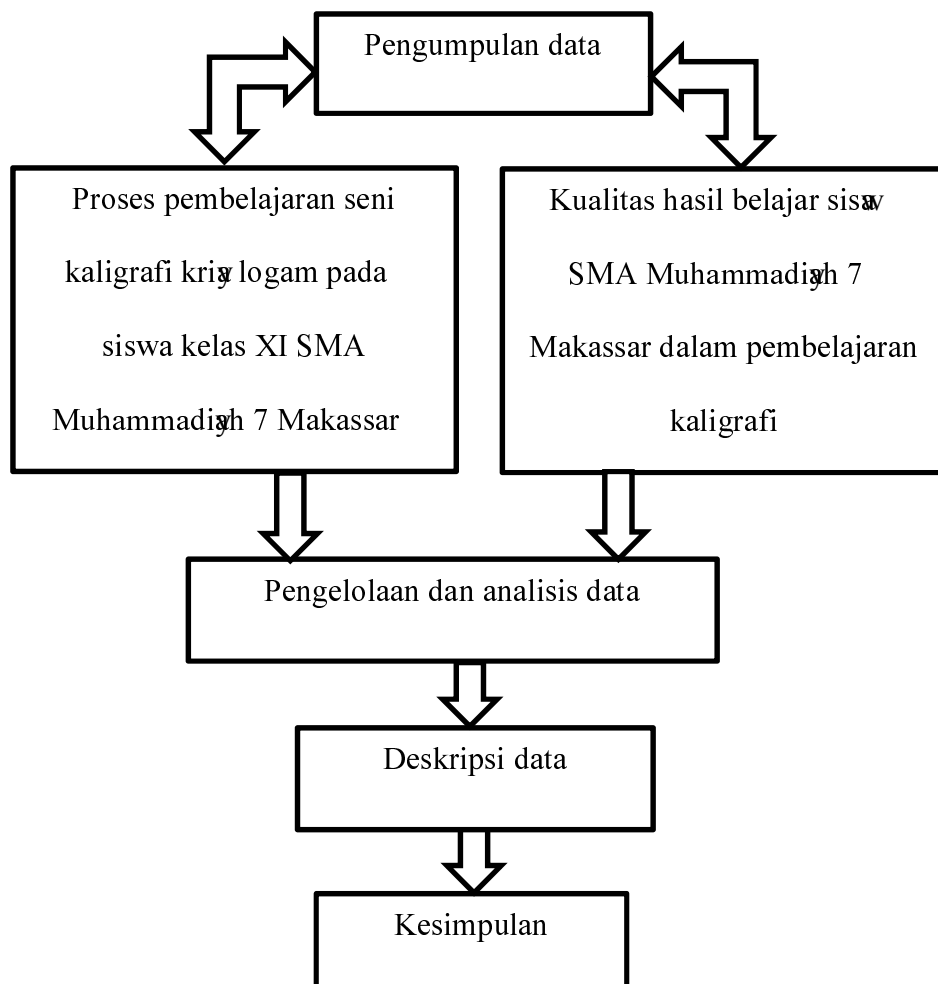 Pengumpulan data
Proses pembelajaran seni
kaligrafi kriya logam pada
siswa kelas XI SMA
Muhammadiyah 7 Makassar
Kualitas hasil belajar siswa
SMA Muhammadiyah 7
Makassar dalam pembelajaran
kaligrafi
Pengelolaan dan analisis data
Deskripsi data
Kesimpulan